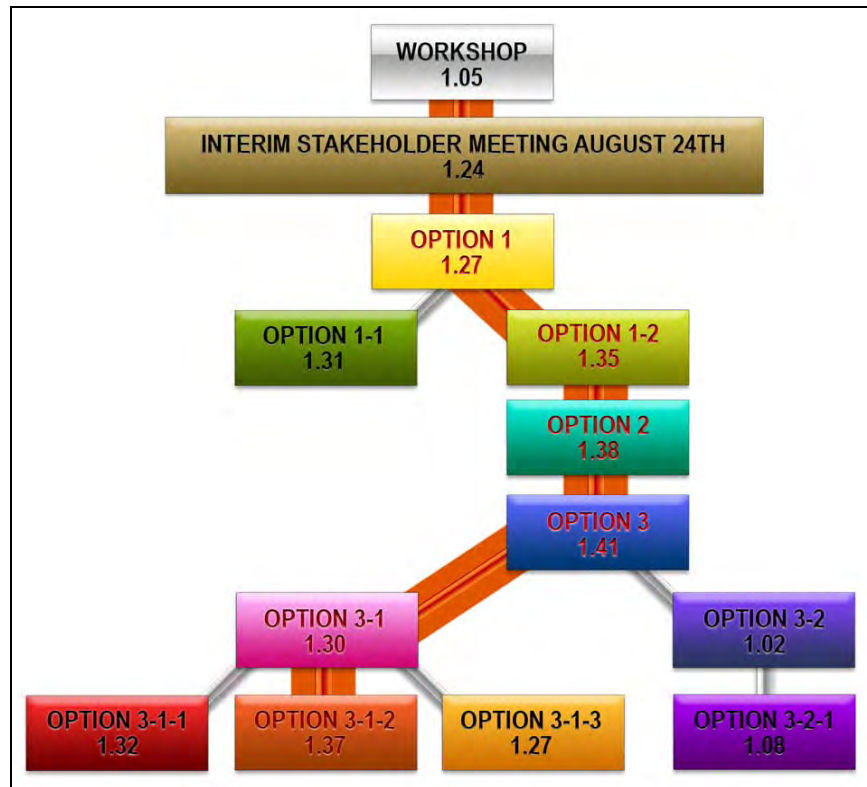 WORKSHOP
1.05
INTERIM STAKEHOLDER MEETING AUGUST 24TH
1.24
OPTION 1
1.27
OPTION 1-1
1.31
OPTION 1-2
1.35
OPTION 2
1.38
OPTION 3
1.41
OPTION 3-1
1.30
OPTION 3-2
1.02
OPTION 3-1-1
1.32
OPTION 3-1-2
1.37
OPTION 3-1-3
1.27
OPTION 3-2-1
1.08